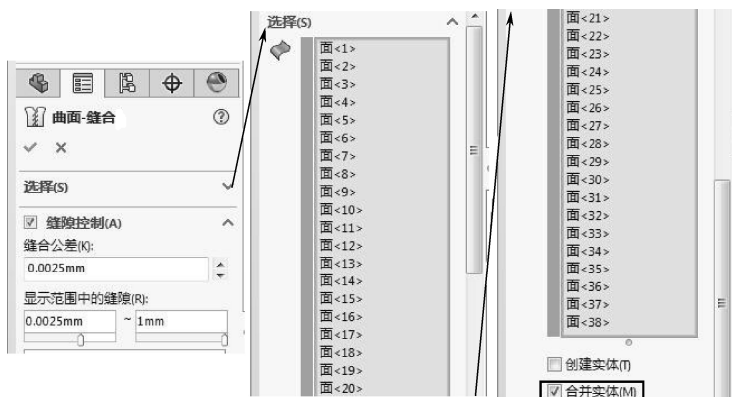 曲面-缝合
选择(S)
缝隙控制(A)
缝合公差(K):
0.0025mm
显示范围中的缝隙(R):
0.0025mm ~ 1mm
选择(S)
面<1>
面<2>
面<3>
面<4>
面<5>
面<6>
面<7>
面<8>
面<9>
面<10>
面<11>
面<12>
面<13>
面<14>
面<15>
面<16>
面<17>
面<18>
面<19>
面<20>
面<21>
面<22>
面<23>
面<24>
面<25>
面<26>
面<27>
面<28>
面<29>
面<30>
面<31>
面<32>
面<33>
面<34>
面<35>
面<36>
面<37>
面<38>
创建实体(T)
合并实体(M)